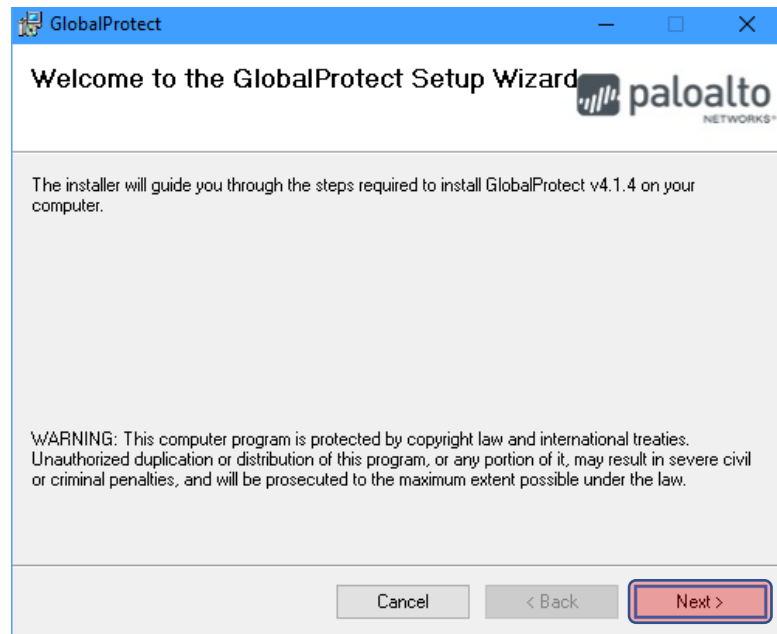 GlobalProtect
Welcome to the GlobalProtect Setup Wizard
paloalto
NETWORKS®
The installer will guide you through the steps required to install GlobalProtect v4.1.4 on your
computer.
WARNING: This computer program is protected by copyright law and international treaties.
Unauthorized duplication or distribution of this program, or any portion of it, may result in severe civil
or criminal penalties, and will be prosecuted to the maximum extent possible under the law.
Cancel < Back Next >